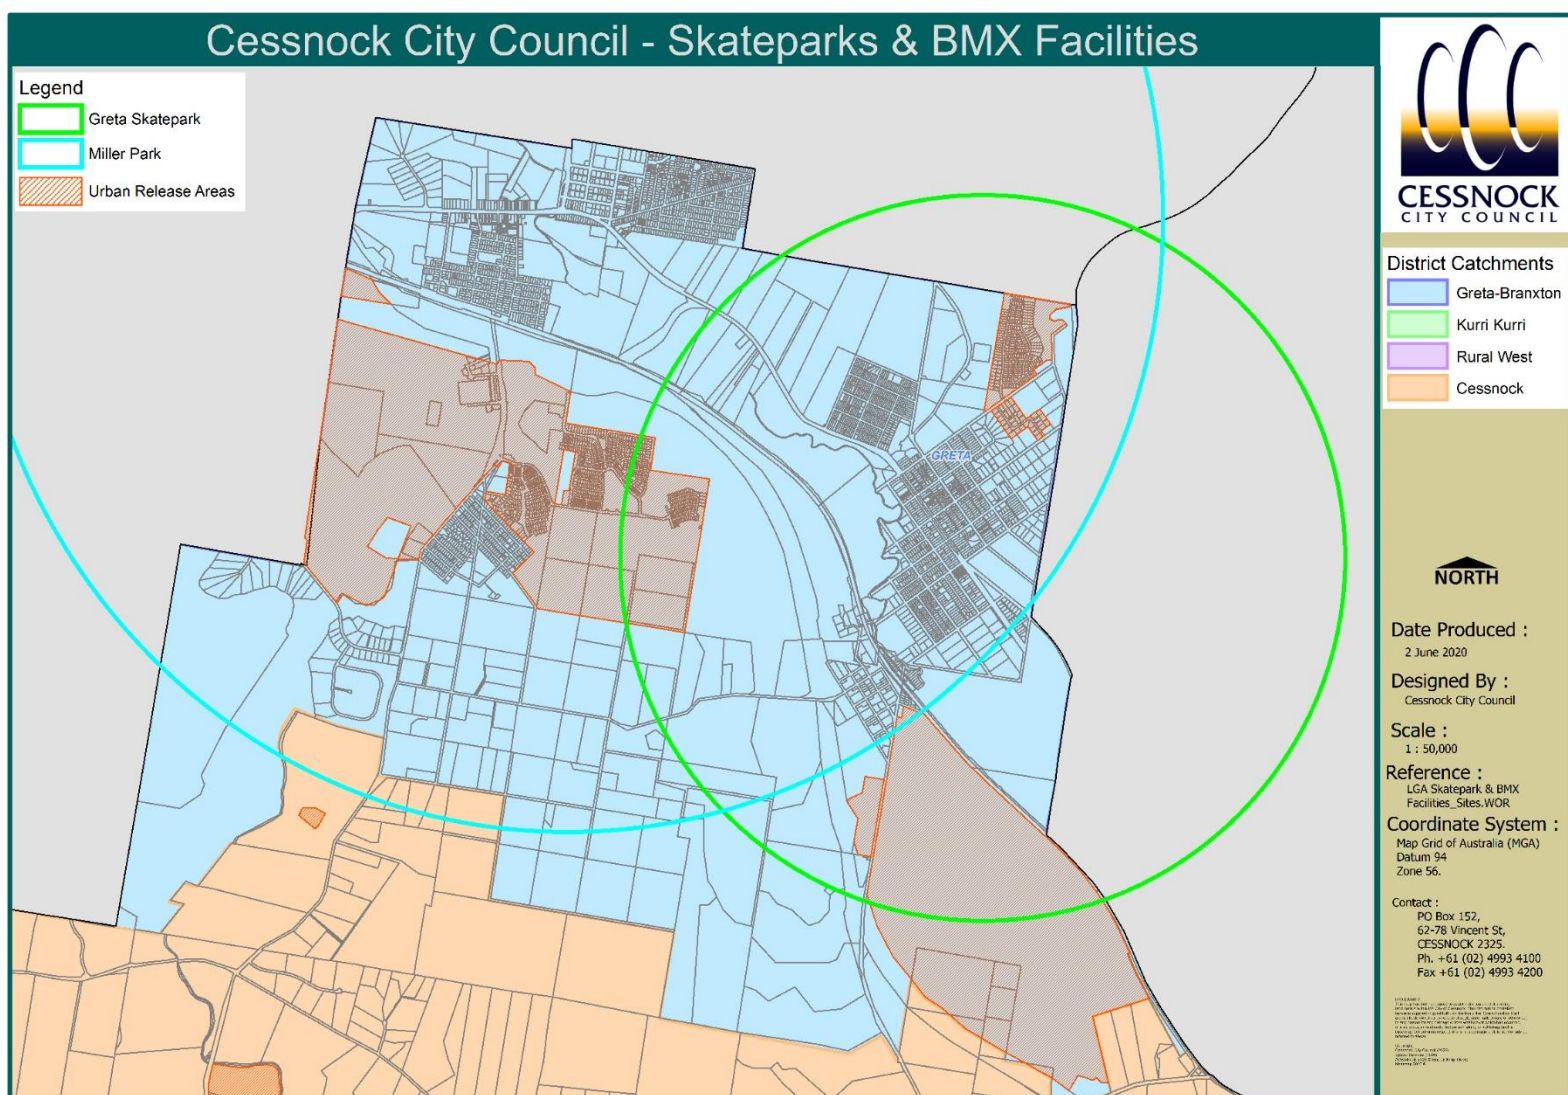 Cessnock City Council - Skateparks & BMX Facilities
Legend
Greta Skatepark
Miller Park
Urban Release Areas
GRETA
CESSNOCK
CITY COUNCIL
District Catchments
Greta-Branxton
Kurri Kurri
Rural West
Cessnock
NORTH
Date Produced :
2 June 2020
Designed By :
Cessnock City Council
Scale :
1 : 50,000
Reference :
LGA Skatepark & BMX
Facilities_Sites.WOR
Coordinate System :
Map Grid of Australia (MGA)
Datum 94
Zone 56.
Contact :
PO Box 152,
62-78 Vincent St,
CESSNOCK 2325.
Ph. +61 (02) 4993 4100
Fax +61 (02) 4993 4200